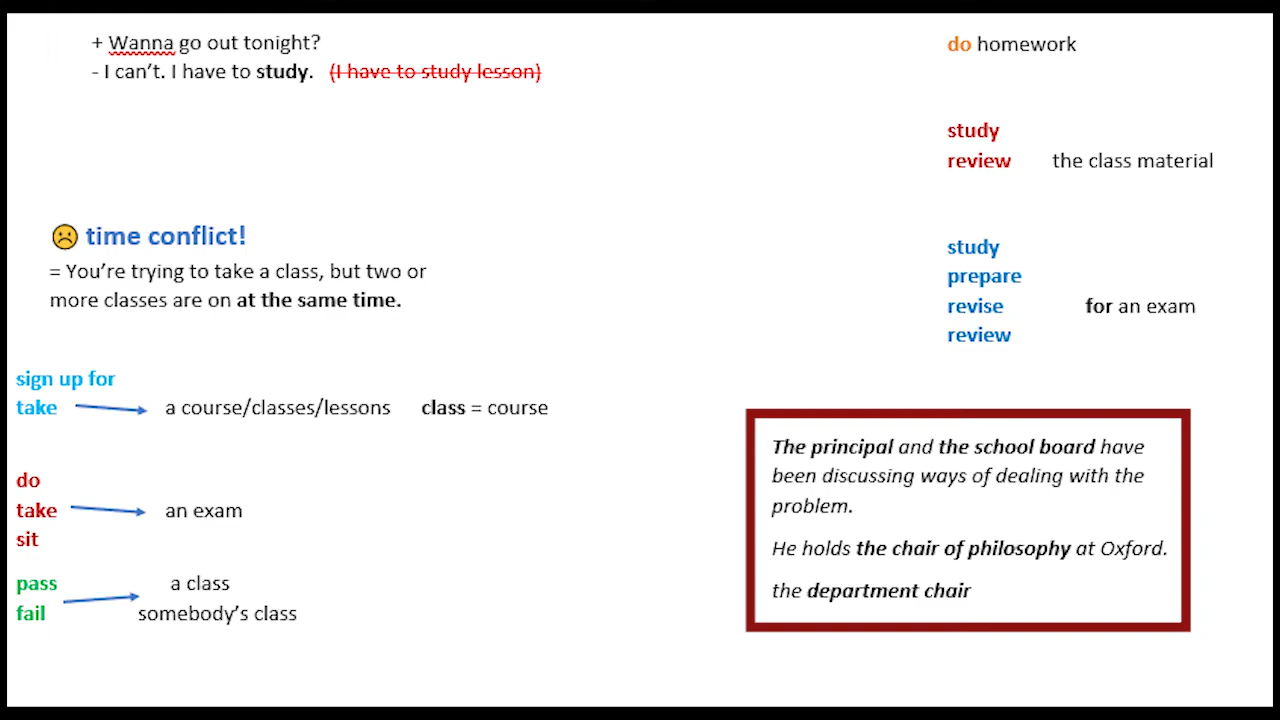 + Wanna go out tonight?
- I can't. I have to study. (I have to study lesson)
time conflict!
= You're trying to take a class, but two or
more classes are on at the same time.
sign up for
take a course/classes/lessons class = course
do
take an exam
sit
pass a class
fail somebody's class
do homework
study
review the class material
study
prepare
revise for an exam
review
The principal and the school board have
been discussing ways of dealing with the
problem.
He holds the chair of philosophy at Oxford.
the department chair